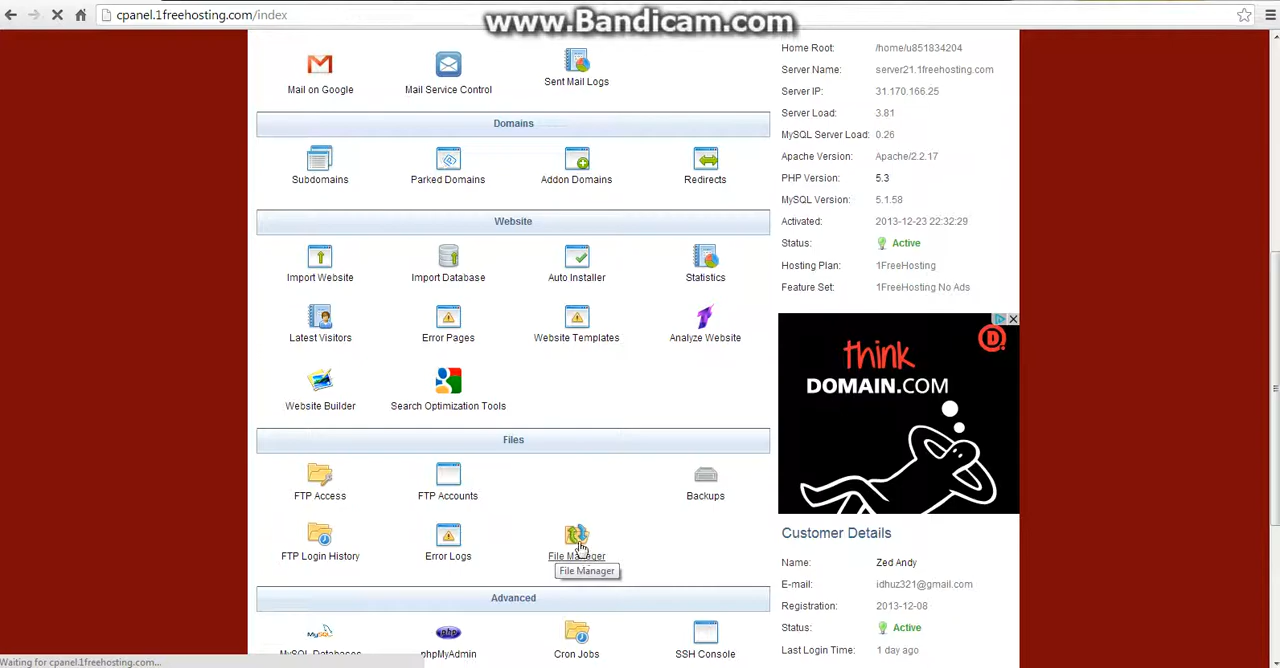 cpanel.1freehosting.com/index
www.Bandicam.com
Mail on Google
Mail Service Control
Sent Mail Logs
Domains
Subdomains
Parked Domains
Addon Domains
Redirects
Website
Import Website
Import Database
Auto Installer
Statistics
Latest Visitors
Error Pages
Website Templates
Analyze Website
Website Builder
Search Optimization Tools
Files
FTP Access
FTP Accounts
Backups
FTP Login History
Error Logs
File Manager
File Manager
Advanced
MySQL Databases
phpMyAdmin
Cron Jobs
SSH Console
Home Root: /home/u851834204
Server Name: server21.1freehosting.com
Server IP: 31.170.166.25
Server Load: 3.81
MySQL Server Load: 0.26
Apache Version: Apache/2.2.17
PHP Version: 5.3
MySQL Version: 5.1.58
Activated: 2013-12-23 22:32:29
Status: Active
Hosting Plan: 1FreeHosting
Feature Set: 1FreeHosting No Ads
think
DOMAIN.COM
Customer Details
Name: Zed Andy
E-mail: idhuz321@gmail.com
Registration: 2013-12-08
Status: Active
Last Login Time: 1 day ago
Waiting for cpanel.1freehosting.com...